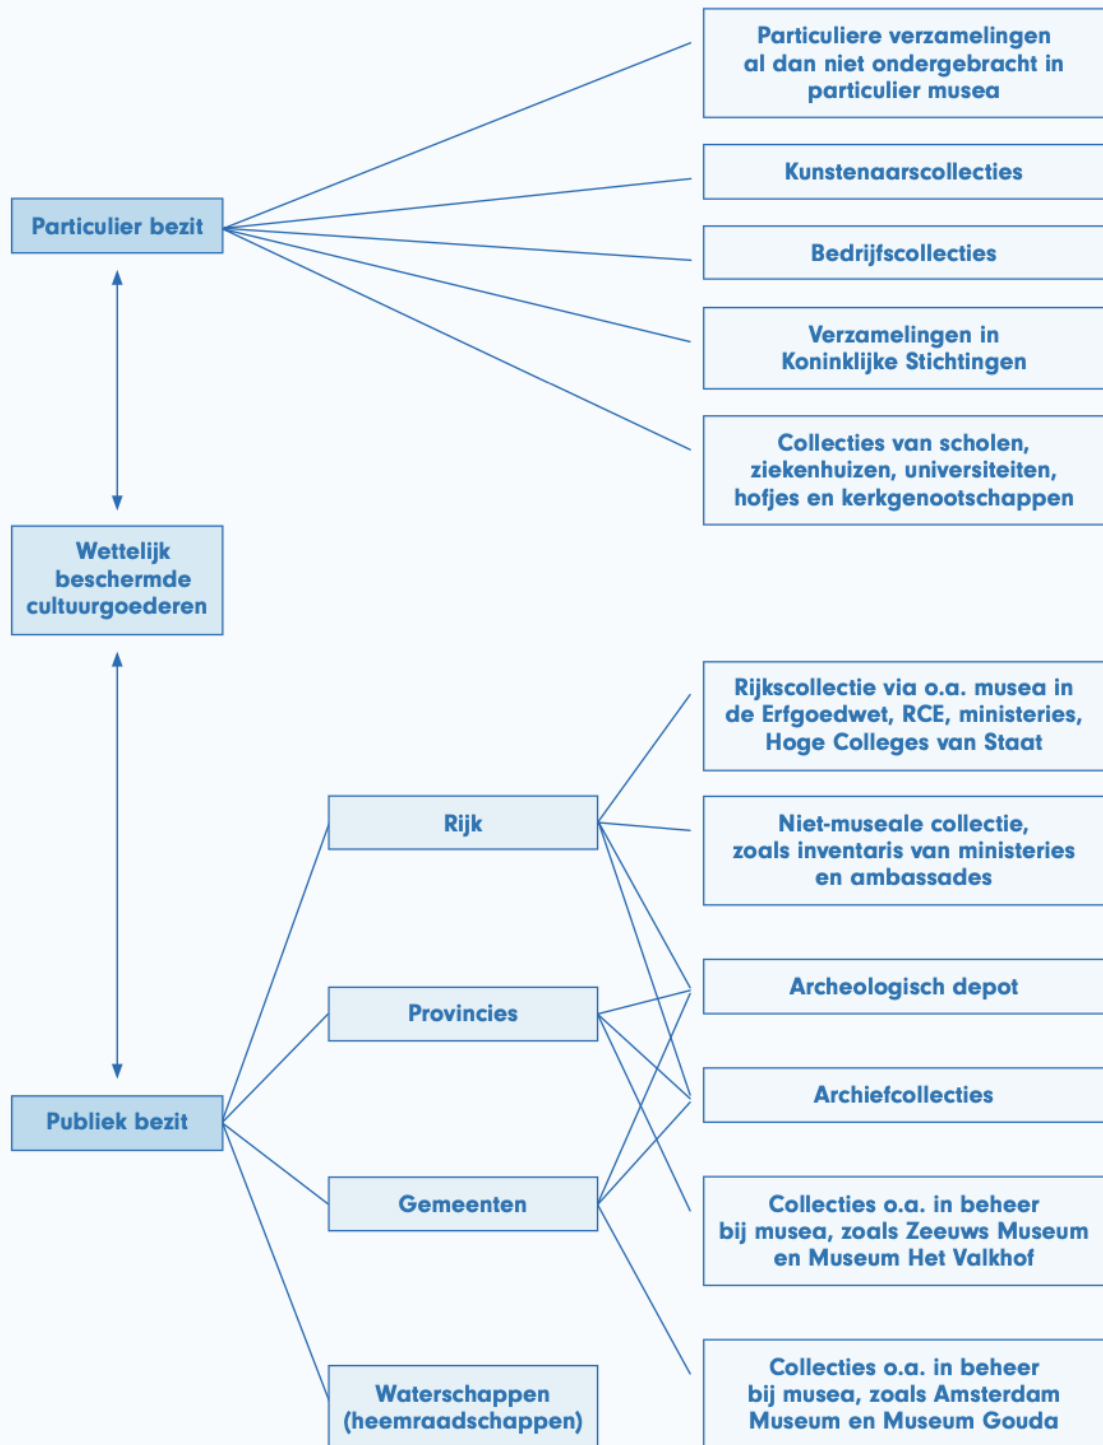 Particuliere verzamelingen
al dan niet ondergebracht in
particulier musea
Kunstenaarscollecties
Particulier bezit
Bedrijfscollecties
Verzamelingen in
Koninklijke Stichtingen
Collecties van scholen,
ziekenhuizen, universiteiten,
hofjes en kerkgenootschappen
Wettelijk
beschermde
cultuurgoederen
Rijkscollectie via o.a. musea in
de Erfgoedwet, RCE, ministeries,
Hoge Colleges van Staat
Rijk
Niet-museale collectie,
zoals inventaris van ministeries
en ambassades
Archeologisch depot
Provincies
Archiefcollecties
Publiek bezit
Gemeenten
Collecties o.a. in beheer
bij musea, zoals Zeeuws Museum
en Museum Het Valkhof
Waterschappen
(heemraadschappen)
Collecties o.a. in beheer
bij musea, zoals Amsterdam
Museum en Museum Gouda